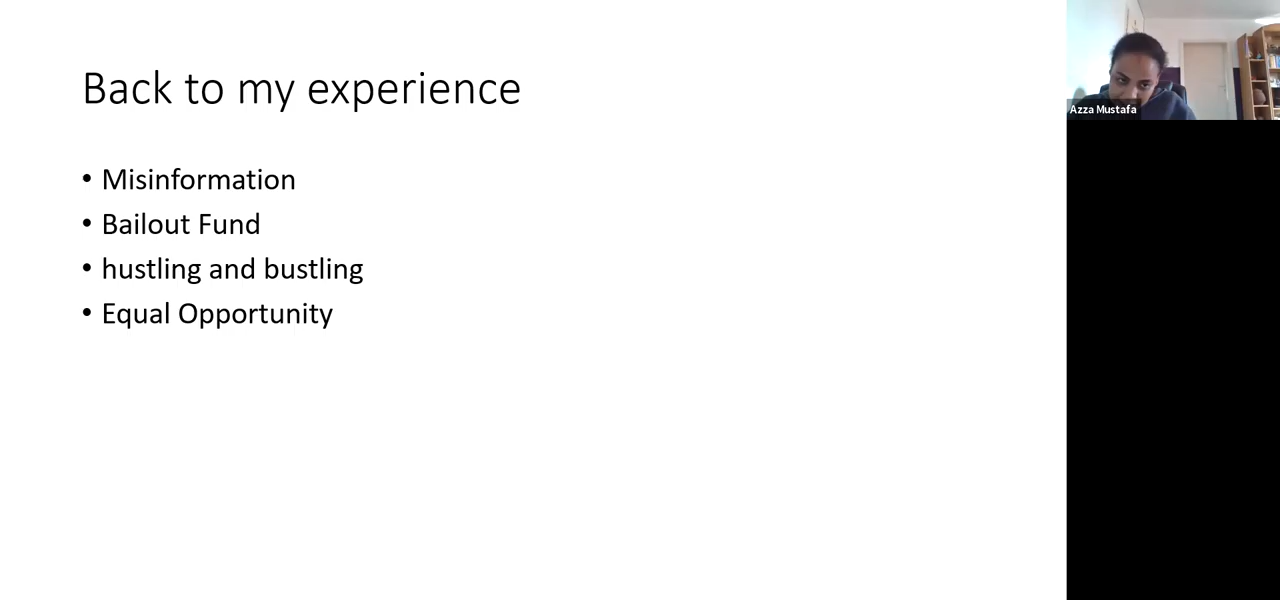 Back to my experience
• Misinformation
• Bailout Fund
• hustling and bustling
• Equal Opportunity
Azza Mustafa